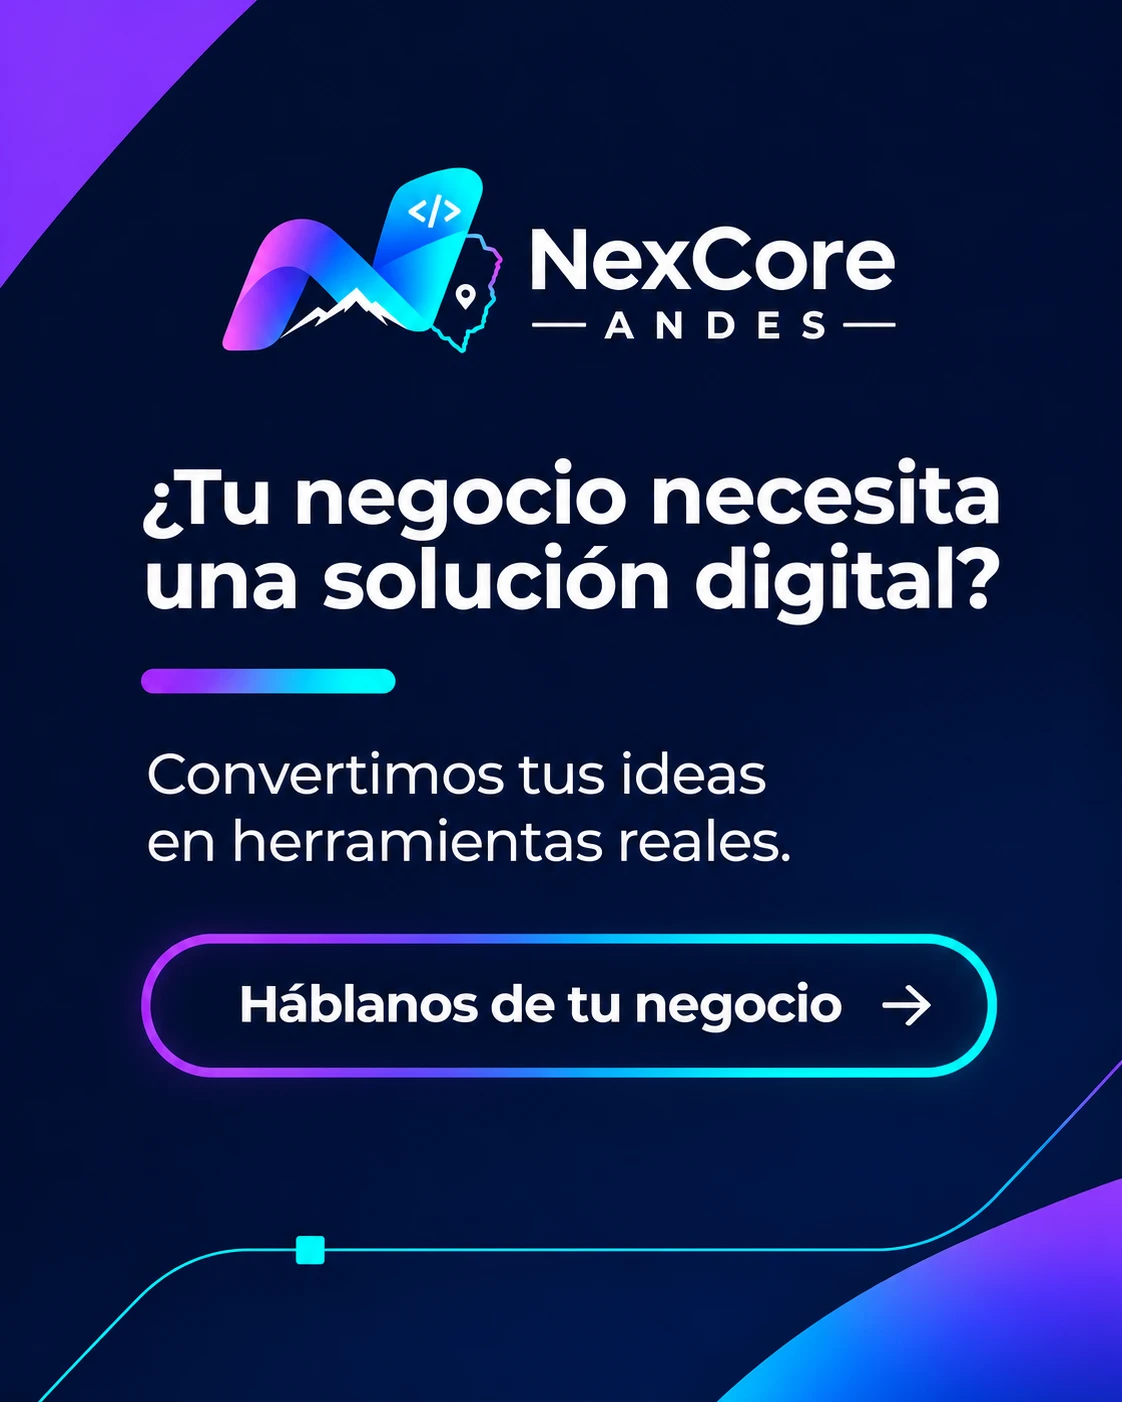 </>
NexCore
ANDES
¿Tu negocio necesita
una solución digital?
Convertimos tus ideas
en herramientas reales.
Háblanos de tu negocio →